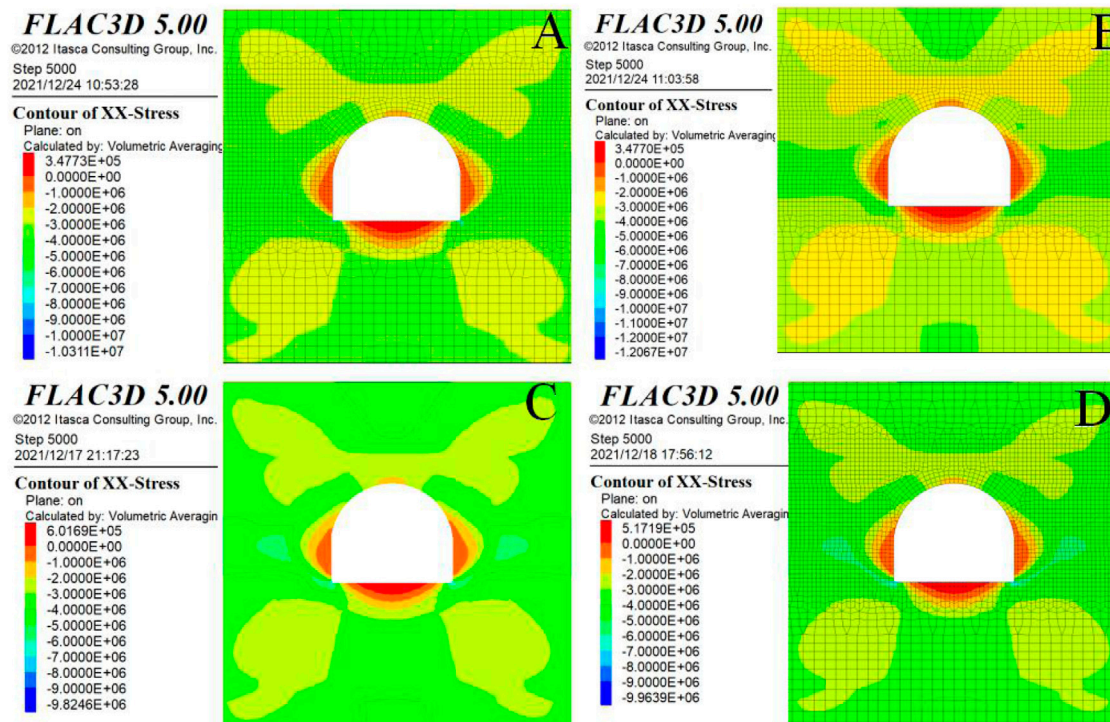 FLAC3D 5.00
©2012 Itasca Consulting Group, Inc.
Step 5000
2021/12/24 10:53:28
Contour of XX-Stress
Plane: on
Calculated by: Volumetric Averaging
3.4773E+05
0.0000E+00
-1.0000E+06
-2.0000E+06
-3.0000E+06
-4.0000E+06
-5.0000E+06
-6.0000E+06
-7.0000E+06
-8.0000E+06
-9.0000E+06
-1.0000E+07
-1.0311E+07
A
FLAC3D 5.00
©2012 Itasca Consulting Group, Inc.
Step 5000
2021/12/24 11:03:58
Contour of XX-Stress
Plane: on
Calculated by: Volumetric Averaging
3.4770E+05
0.0000E+00
-1.0000E+06
-2.0000E+06
-3.0000E+06
-4.0000E+06
-5.0000E+06
-6.0000E+06
-7.0000E+06
-8.0000E+06
-9.0000E+06
-1.0000E+07
-1.1000E+07
-1.2000E+07
-1.2067E+07
B
FLAC3D 5.00
©2012 Itasca Consulting Group, Inc.
Step 5000
2021/12/17 21:17:23
Contour of XX-Stress
Plane: on
Calculated by: Volumetric Averagin
6.0169E+05
0.0000E+00
-1.0000E+06
-2.0000E+06
-3.0000E+06
-4.0000E+06
-5.0000E+06
-6.0000E+06
-7.0000E+06
-8.0000E+06
-9.0000E+06
-9.8246E+06
C
FLAC3D 5.00
©2012 Itasca Consulting Group, Inc.
Step 5000
2021/12/18 17:56:12
Contour of XX-Stress
Plane: on
Calculated by: Volumetric Averagin
5.1719E+05
0.0000E+00
-1.0000E+06
-2.0000E+06
-3.0000E+06
-4.0000E+06
-5.0000E+06
-6.0000E+06
-7.0000E+06
-8.0000E+06
-9.0000E+06
-9.9639E+06
D